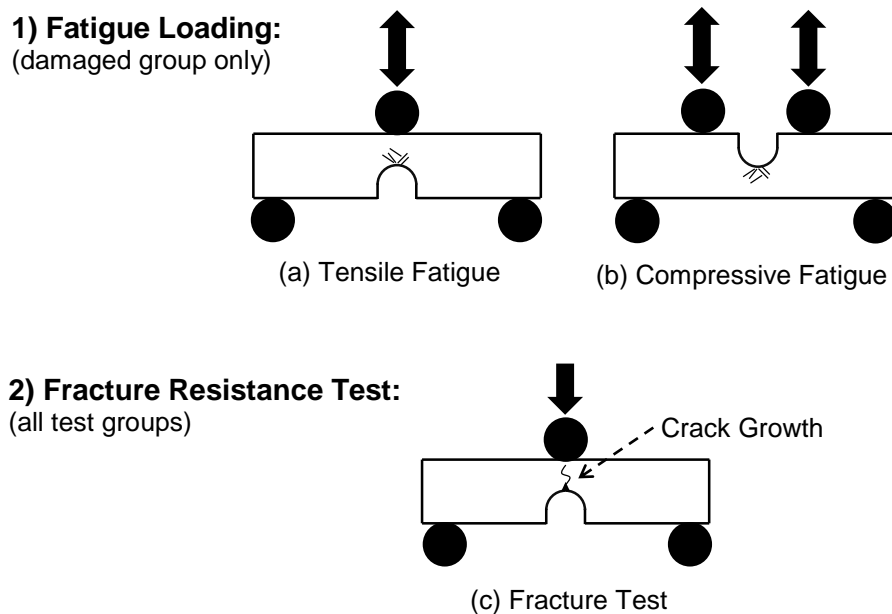 1) Fatigue Loading:
(damaged group only)
(a) Tensile Fatigue
(b) Compressive Fatigue
2) Fracture Resistance Test:
(all test groups)
Crack Growth
(c) Fracture Test